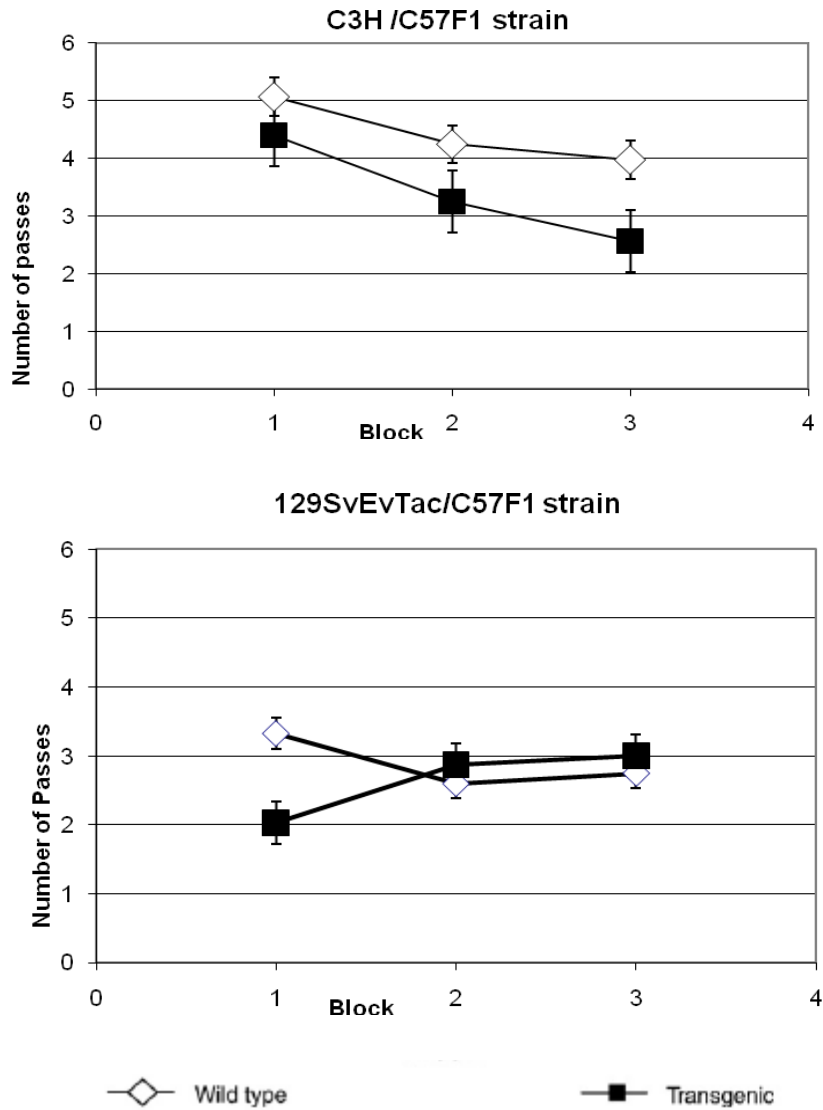 C3H /C57F1 strain
6
5
4
3
2
1
0
Number of passes
0 1 2 3 4
Block
129SvEvTac/C57F1 strain
6
5
4
3
2
1
0
Number of Passes
0 1 2 3 4
Block
Wild type Transgenic